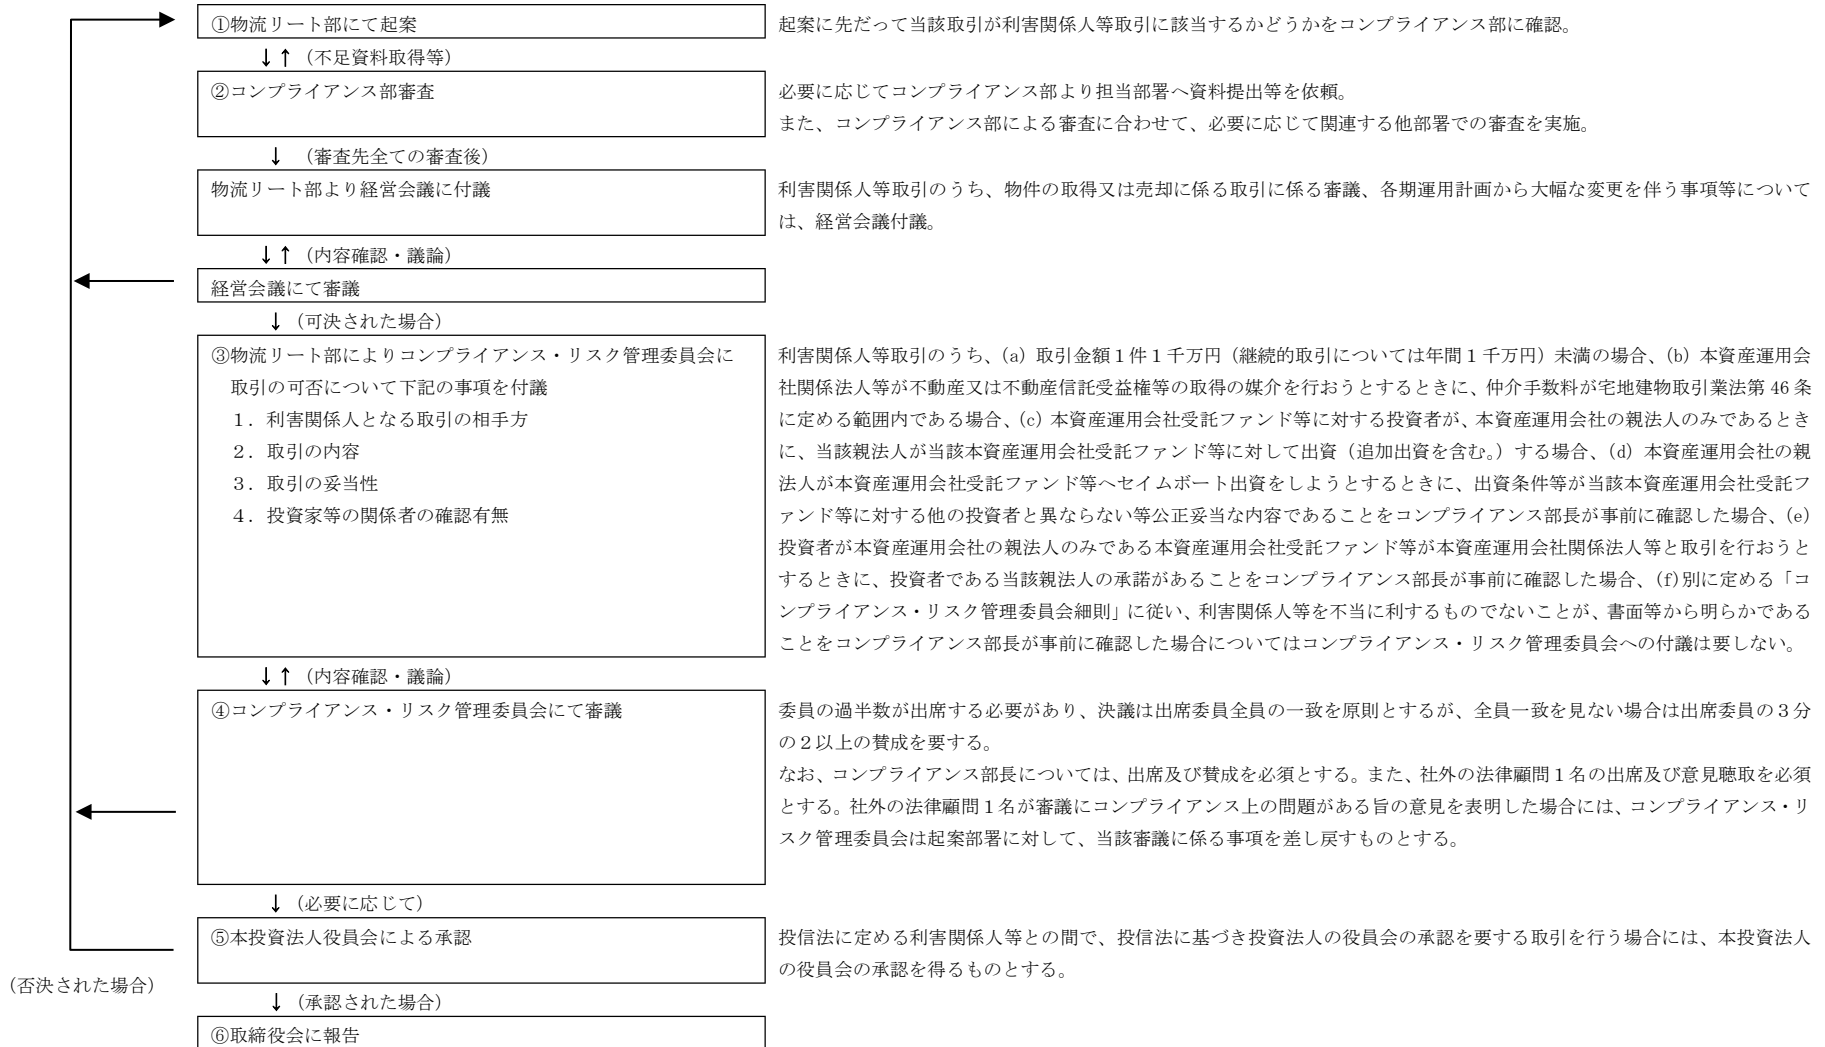 ①物流リート部にて起案
起案に先だって当該取引が利害関係人等取引に該当するかどうかをコンプライアンス部に確認。
↓↑（不足資料取得等）
②コンプライアンス部審査
必要に応じてコンプライアンス部より担当部署へ資料提出等を依頼。
また、コンプライアンス部による審査に合わせて、必要に応じて関連する他部署での審査を実施。
↓（審査先全ての審査後）
物流リート部より経営会議に付議
利害関係人等取引のうち、物件の取得又は売却に係る取引に係る審議、各期運用計画から大幅な変更を伴う事項等について
は、経営会議付議。
↓↑（内容確認・議論）
経営会議にて審議
↓（可決された場合）
③物流リート部によりコンプライアンス・リスク管理委員会に
取引の可否について下記の事項を付議
１．利害関係人となる取引の相手方
２．取引の内容
３．取引の妥当性
４．投資家等の関係者の確認有無
利害関係人等取引のうち、(a) 取引金額１件１千万円（継続的取引については年間１千万円）未満の場合、(b) 本資産運用会
社関係法人等が不動産又は不動産信託受益権等の取得の媒介を行おうとするときに、仲介手数料が宅地建物取引業法第 46 条
に定める範囲内である場合、(c) 本資産運用会社受託ファンド等に対する投資者が、本資産運用会社の親法人のみであるとき
に、当該親法人が当該本資産運用会社受託ファンド等に対して出資（追加出資を含む。）する場合、(d) 本資産運用会社の親
法人が本資産運用会社受託ファンド等へセイムボート出資をしようとするときに、出資条件等が当該本資産運用会社受託フ
ァンド等に対する他の投資者と異ならない等公正妥当な内容であることをコンプライアンス部長が事前に確認した場合、(e)
投資者が本資産運用会社の親法人のみである本資産運用会社受託ファンド等が本資産運用会社関係法人等と取引を行おうと
するときに、投資者である当該親法人の承諾があることをコンプライアンス部長が事前に確認した場合、(f)別に定める「コ
ンプライアンス・リスク管理委員会細則」に従い、利害関係人等を不当に利するものでないことが、書面等から明らかである
ことをコンプライアンス部長が事前に確認した場合についてはコンプライアンス・リスク管理委員会への付議は要しない。
↓↑（内容確認・議論）
④コンプライアンス・リスク管理委員会にて審議
委員の過半数が出席する必要があり、決議は出席委員全員の一致を原則とするが、全員一致を見ない場合は出席委員の３分
の２以上の賛成を要する。
なお、コンプライアンス部長については、出席及び賛成を必須とする。また、社外の法律顧問１名の出席及び意見聴取を必須
とする。社外の法律顧問１名が審議にコンプライアンス上の問題がある旨の意見を表明した場合には、コンプライアンス・リ
スク管理委員会は起案部署に対して、当該審議に係る事項を差し戻すものとする。
↓（必要に応じて）
⑤本投資法人役員会による承認
投信法に定める利害関係人等との間で、投信法に基づき投資法人の役員会の承認を要する取引を行う場合には、本投資法人
の役員会の承認を得るものとする。
（否決された場合）
↓（承認された場合）
⑥取締役会に報告